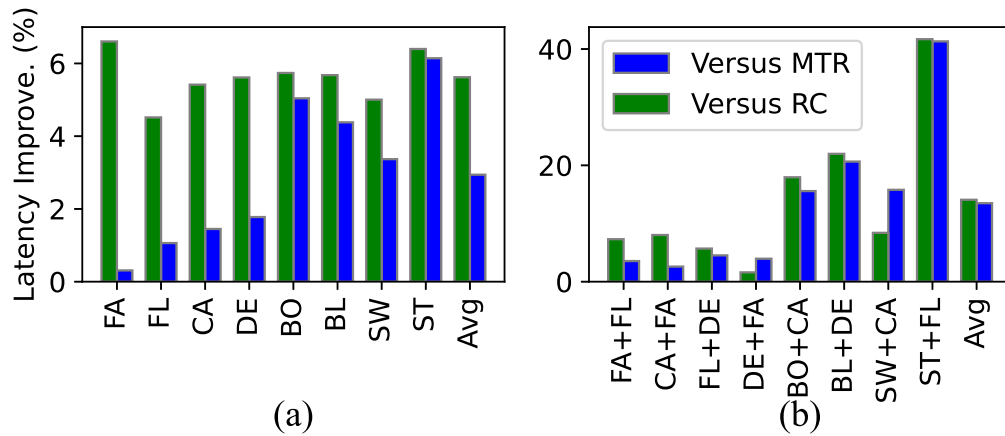 Latency Improve. (%)
6
4
2
0
FA
FL
CA
DE
BO
BL
SW
ST
Avg
(a)
40
20
0
Versus MTR
Versus RC
FA+FL
CA+FA
FL+DE
DE+FA
BO+CA
BL+DE
SW+CA
ST+FL
Avg
(b)